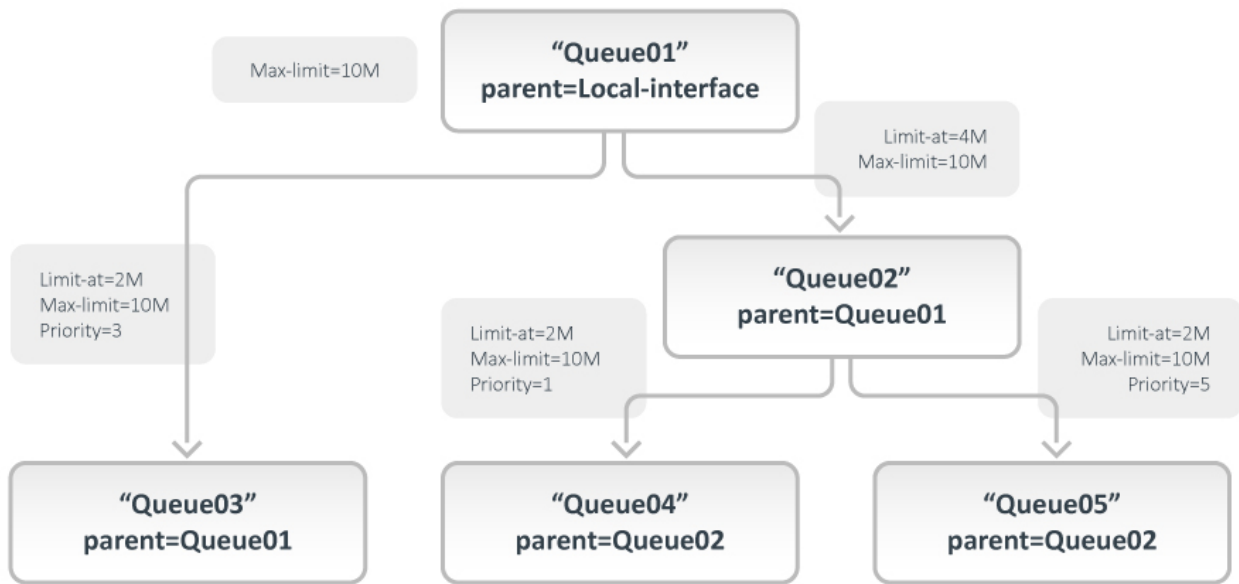 “Queue01”
parent=Local-interface
Max-limit=10M
Limit-at=4M
Max-limit=10M
“Queue02”
parent=Queue01
Limit-at=2M
Max-limit=10M
Priority=3
Limit-at=2M
Max-limit=10M
Priority=1
Limit-at=2M
Max-limit=10M
Priority=5
“Queue03”
parent=Queue01
“Queue04”
parent=Queue02
“Queue05”
parent=Queue02